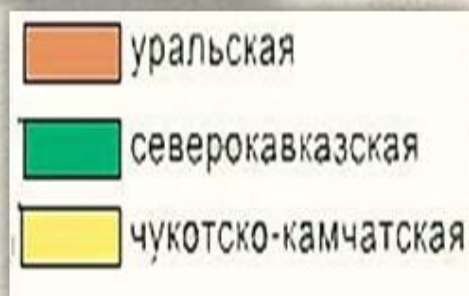 уральская
северокавказская
чукотско-камчатская